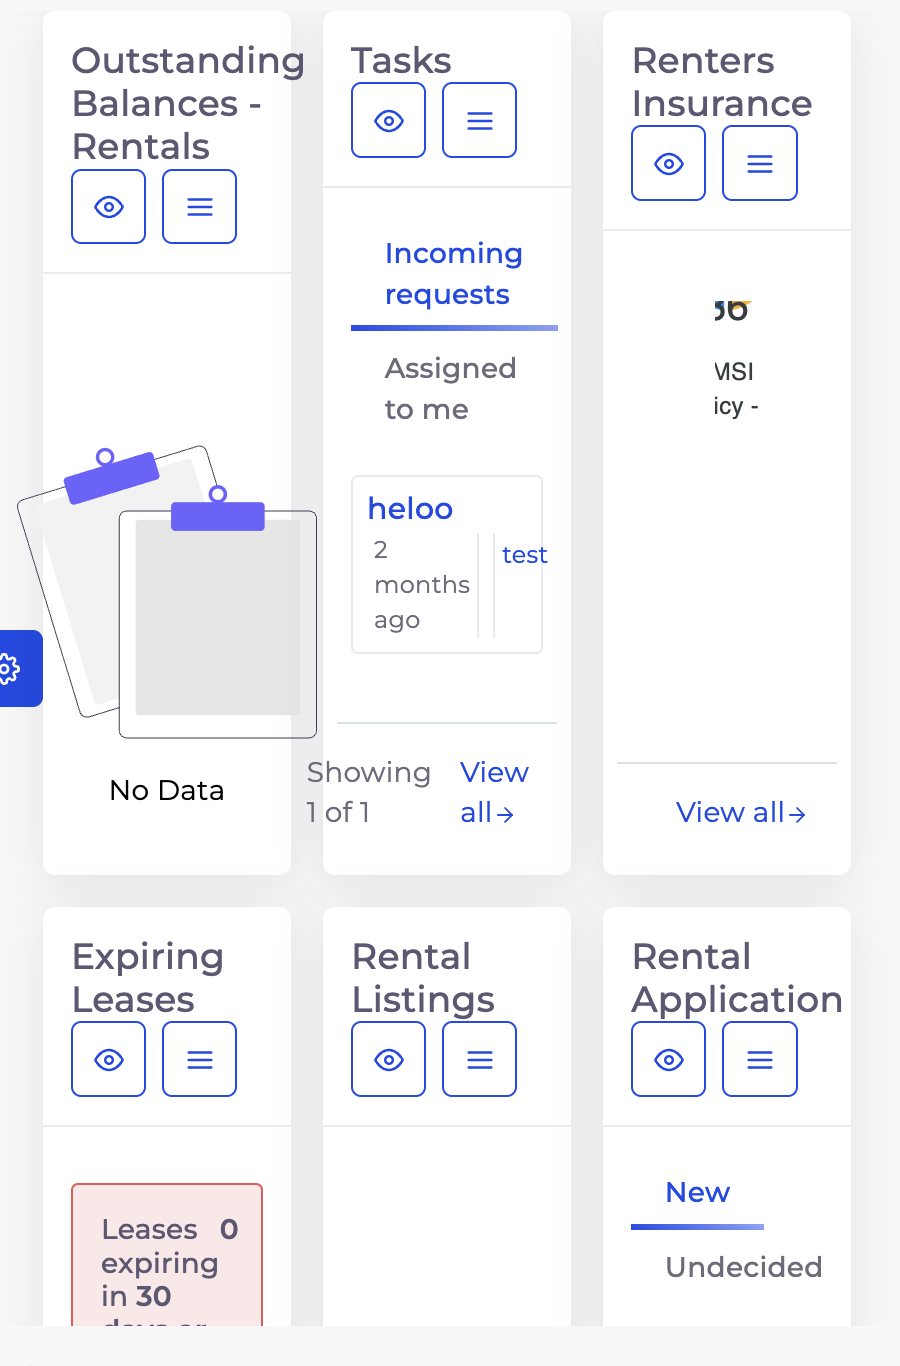 Outstanding
Balances -
Rentals
No Data
Tasks
Incoming
requests
Assigned
to me
heloo
2
months
ago
test
Showing
1 of 1
View
all
Renters
Insurance
MSI
icy -
View all
Expiring
Leases
Leases 0
expiring
in 30
days or
Rental
Listings
Rental
Application
New
Undecided